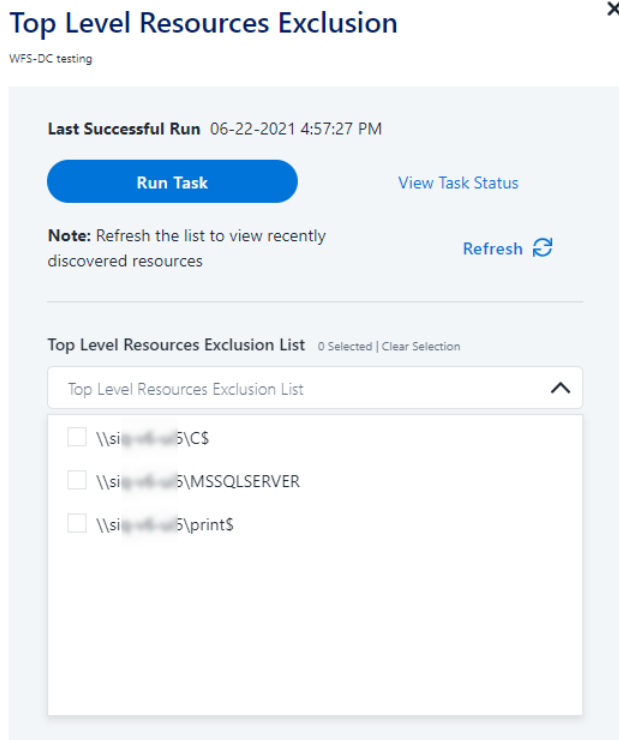 Top Level Resources Exclusion
WFS-DC testing
Last Successful Run 06-22-2021 4:57:27 PM
Run Task
View Task Status
Note: Refresh the list to view recently
discovered resources
Refresh
Top Level Resources Exclusion List 0 Selected | Clear Selection
Top Level Resources Exclusion List
\\si 5\C$
\\si 5\MSSQLSERVER
\\si 5\print$